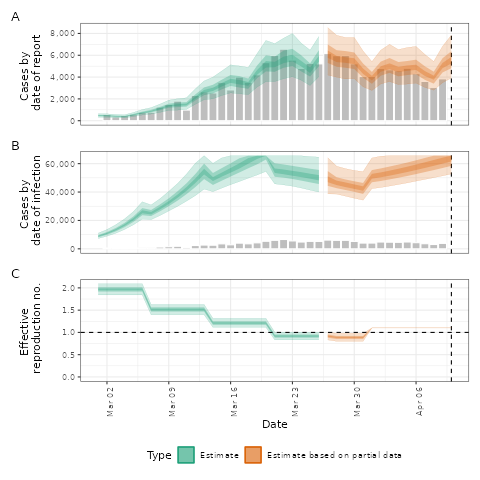 A
Cases by
date of report
8,000
6,000
4,000
2,000
0
B
Cases by
date of infection
60,000
40,000
20,000
0
C
Effective
reproduction no.
2.0
1.5
1.0
0.5
0.0
Mar 02
Mar 09
Mar 16
Mar 23
Mar 30
Apr 06
Date
Type
Estimate
Estimate based on partial data